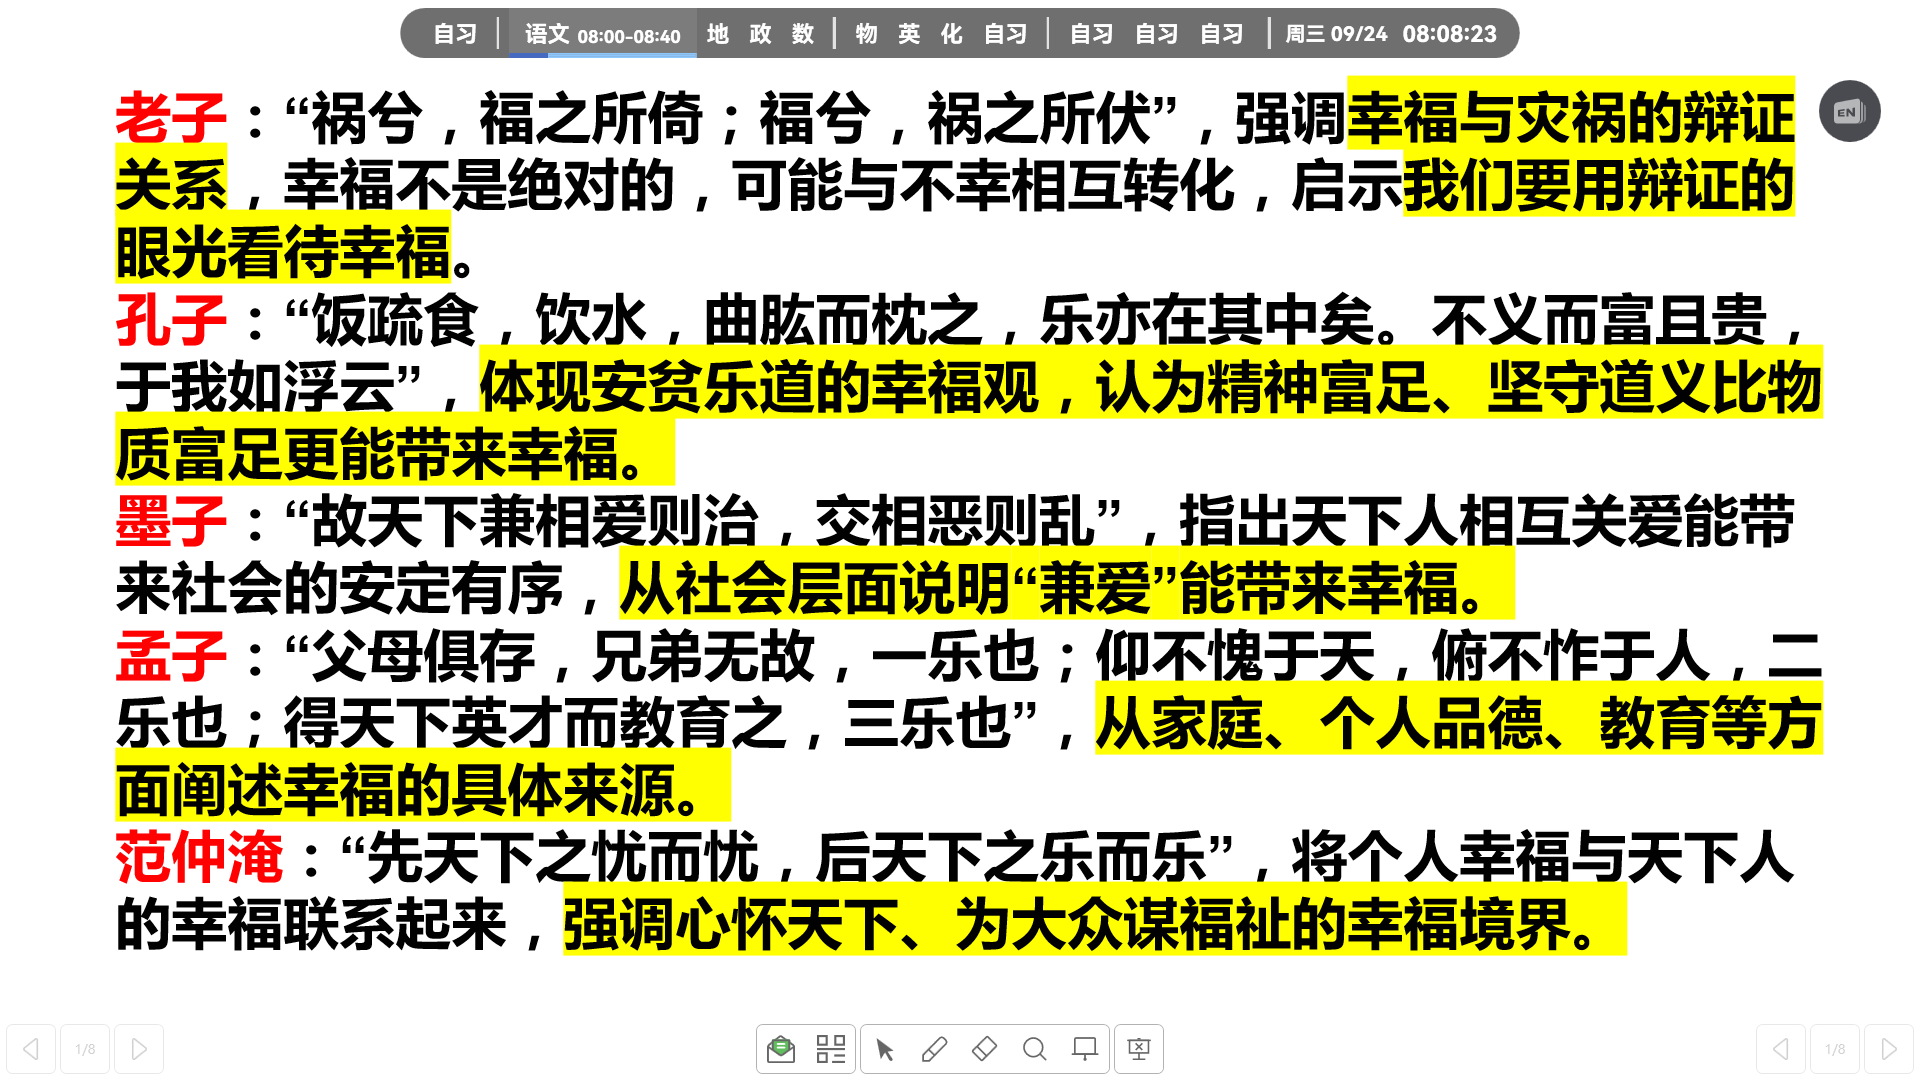 自习 语文 08:00-08:40 地 政 数 物 英 化 自习 自习 自习 自习 周三 09/24 08:08:23
老子：“祸兮，福之所倚；福兮，祸之所伏”，强调幸福与灾祸的辩证
EN
关系，幸福不是绝对的，可能与不幸相互转化，启示我们要用辩证的
眼光看待幸福。
孔子：“饭疏食，饮水，曲肱而枕之，乐亦在其中矣。不义而富且贵，
于我如浮云”，体现安贫乐道的幸福观，认为精神富足、坚守道义比物
质富足更能带来幸福。
墨子：“故天下兼相爱则治，交相恶则乱”，指出天下人相互关爱能带
来社会的安定有序，从社会层面说明“兼爱”能带来幸福。
孟子：“父母俱存，兄弟无故，一乐也；仰不愧于天，俯不怍于人，二
乐也；得天下英才而教育之，三乐也”，从家庭、个人品德、教育等方
面阐述幸福的具体来源。
范仲淹：“先天下之忧而忧，后天下之乐而乐”，将个人幸福与天下人
的幸福联系起来，强调心怀天下、为大众谋福祉的幸福境界。
1/8 1/8